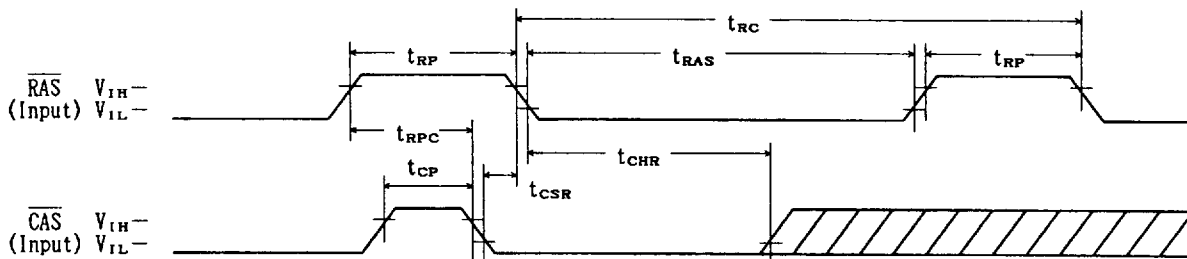 tRC
tRP tRAS tRP
RAS VIH
(Input) VIL
tRPC
tCHR
tCP
tCSR
CAS VIH
(Input) VIL